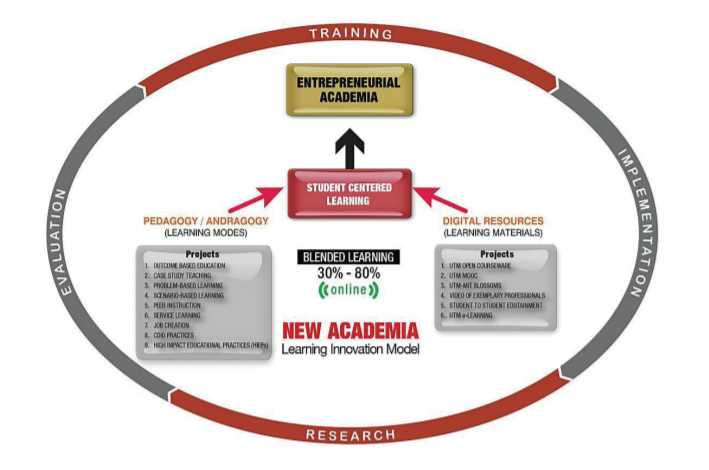 TRAINING
ENTREPRENEURIAL
ACADEMIA
STUDENT CENTERED
LEARNING
IMPLEMENTATION
EVALUATION
PEDAGOGY / ANDRAGOGY
(LEARNING MODES)
Projects
1. OUTCOME BASED EDUCATION
2. CASE STUDY TEACHING
3. PROBLEM-BASED LEARNING
4. SCENARIO-BASED LEARNING
5. PEER INSTRUCTION
6. SERVICE LEARNING
7. JOB CREATION
8. CDIO PRACTICES
9. HIGH IMPACT EDUCATIONAL PRACTICES (HIEPs)
DIGITAL RESOURCES
(LEARNING MATERIALS)
Projects
1. UTM OPEN COURSEWARE
2. UTM MOOC
3. UTM-MIT BLOSSOMS
4. VIDEO OF EXEMPLARY PROFESSIONALS
5. STUDENT TO STUDENT EDUTAINMENT
6. UTM e-LEARNING
BLENDED LEARNING
30% - 80%
((online))
NEW ACADEMIA
Learning Innovation Model
RESEARCH